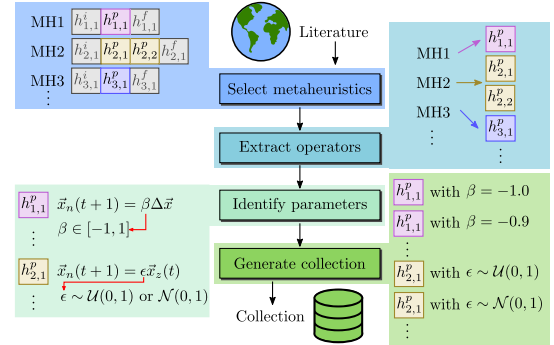 MH1 h^i_{1,1} h^p_{1,1} h^f_{1,1}
MH2 h^i_{2,1} h^p_{2,1} h^p_{2,2} h^f_{2,1}
MH3 h^i_{3,1} h^p_{3,1} h^f_{3,1}
⋮
Literature
Select metaheuristics
MH1
MH2
MH3
⋮
h^p_{1,1}
h^p_{2,1}
h^p_{2,2}
h^p_{3,1}
⋮
Extract operators
h^p_{1,1} \vec{x}_n(t+1) = βΔ\vec{x}
⋮ β ∈ [−1, 1]
h^p_{2,1} \vec{x}_n(t+1) = ϵ\vec{x}_z(t)
⋮ ϵ ∼ 𝒰(0, 1) or 𝒩(0, 1)
Identify parameters
Generate collection
Collection
h^p_{1,1} with β = −1.0
h^p_{1,1} with β = −0.9
⋮
h^p_{2,1} with ϵ ∼ 𝒰(0, 1)
h^p_{2,1} with ϵ ∼ 𝒩(0, 1)
⋮